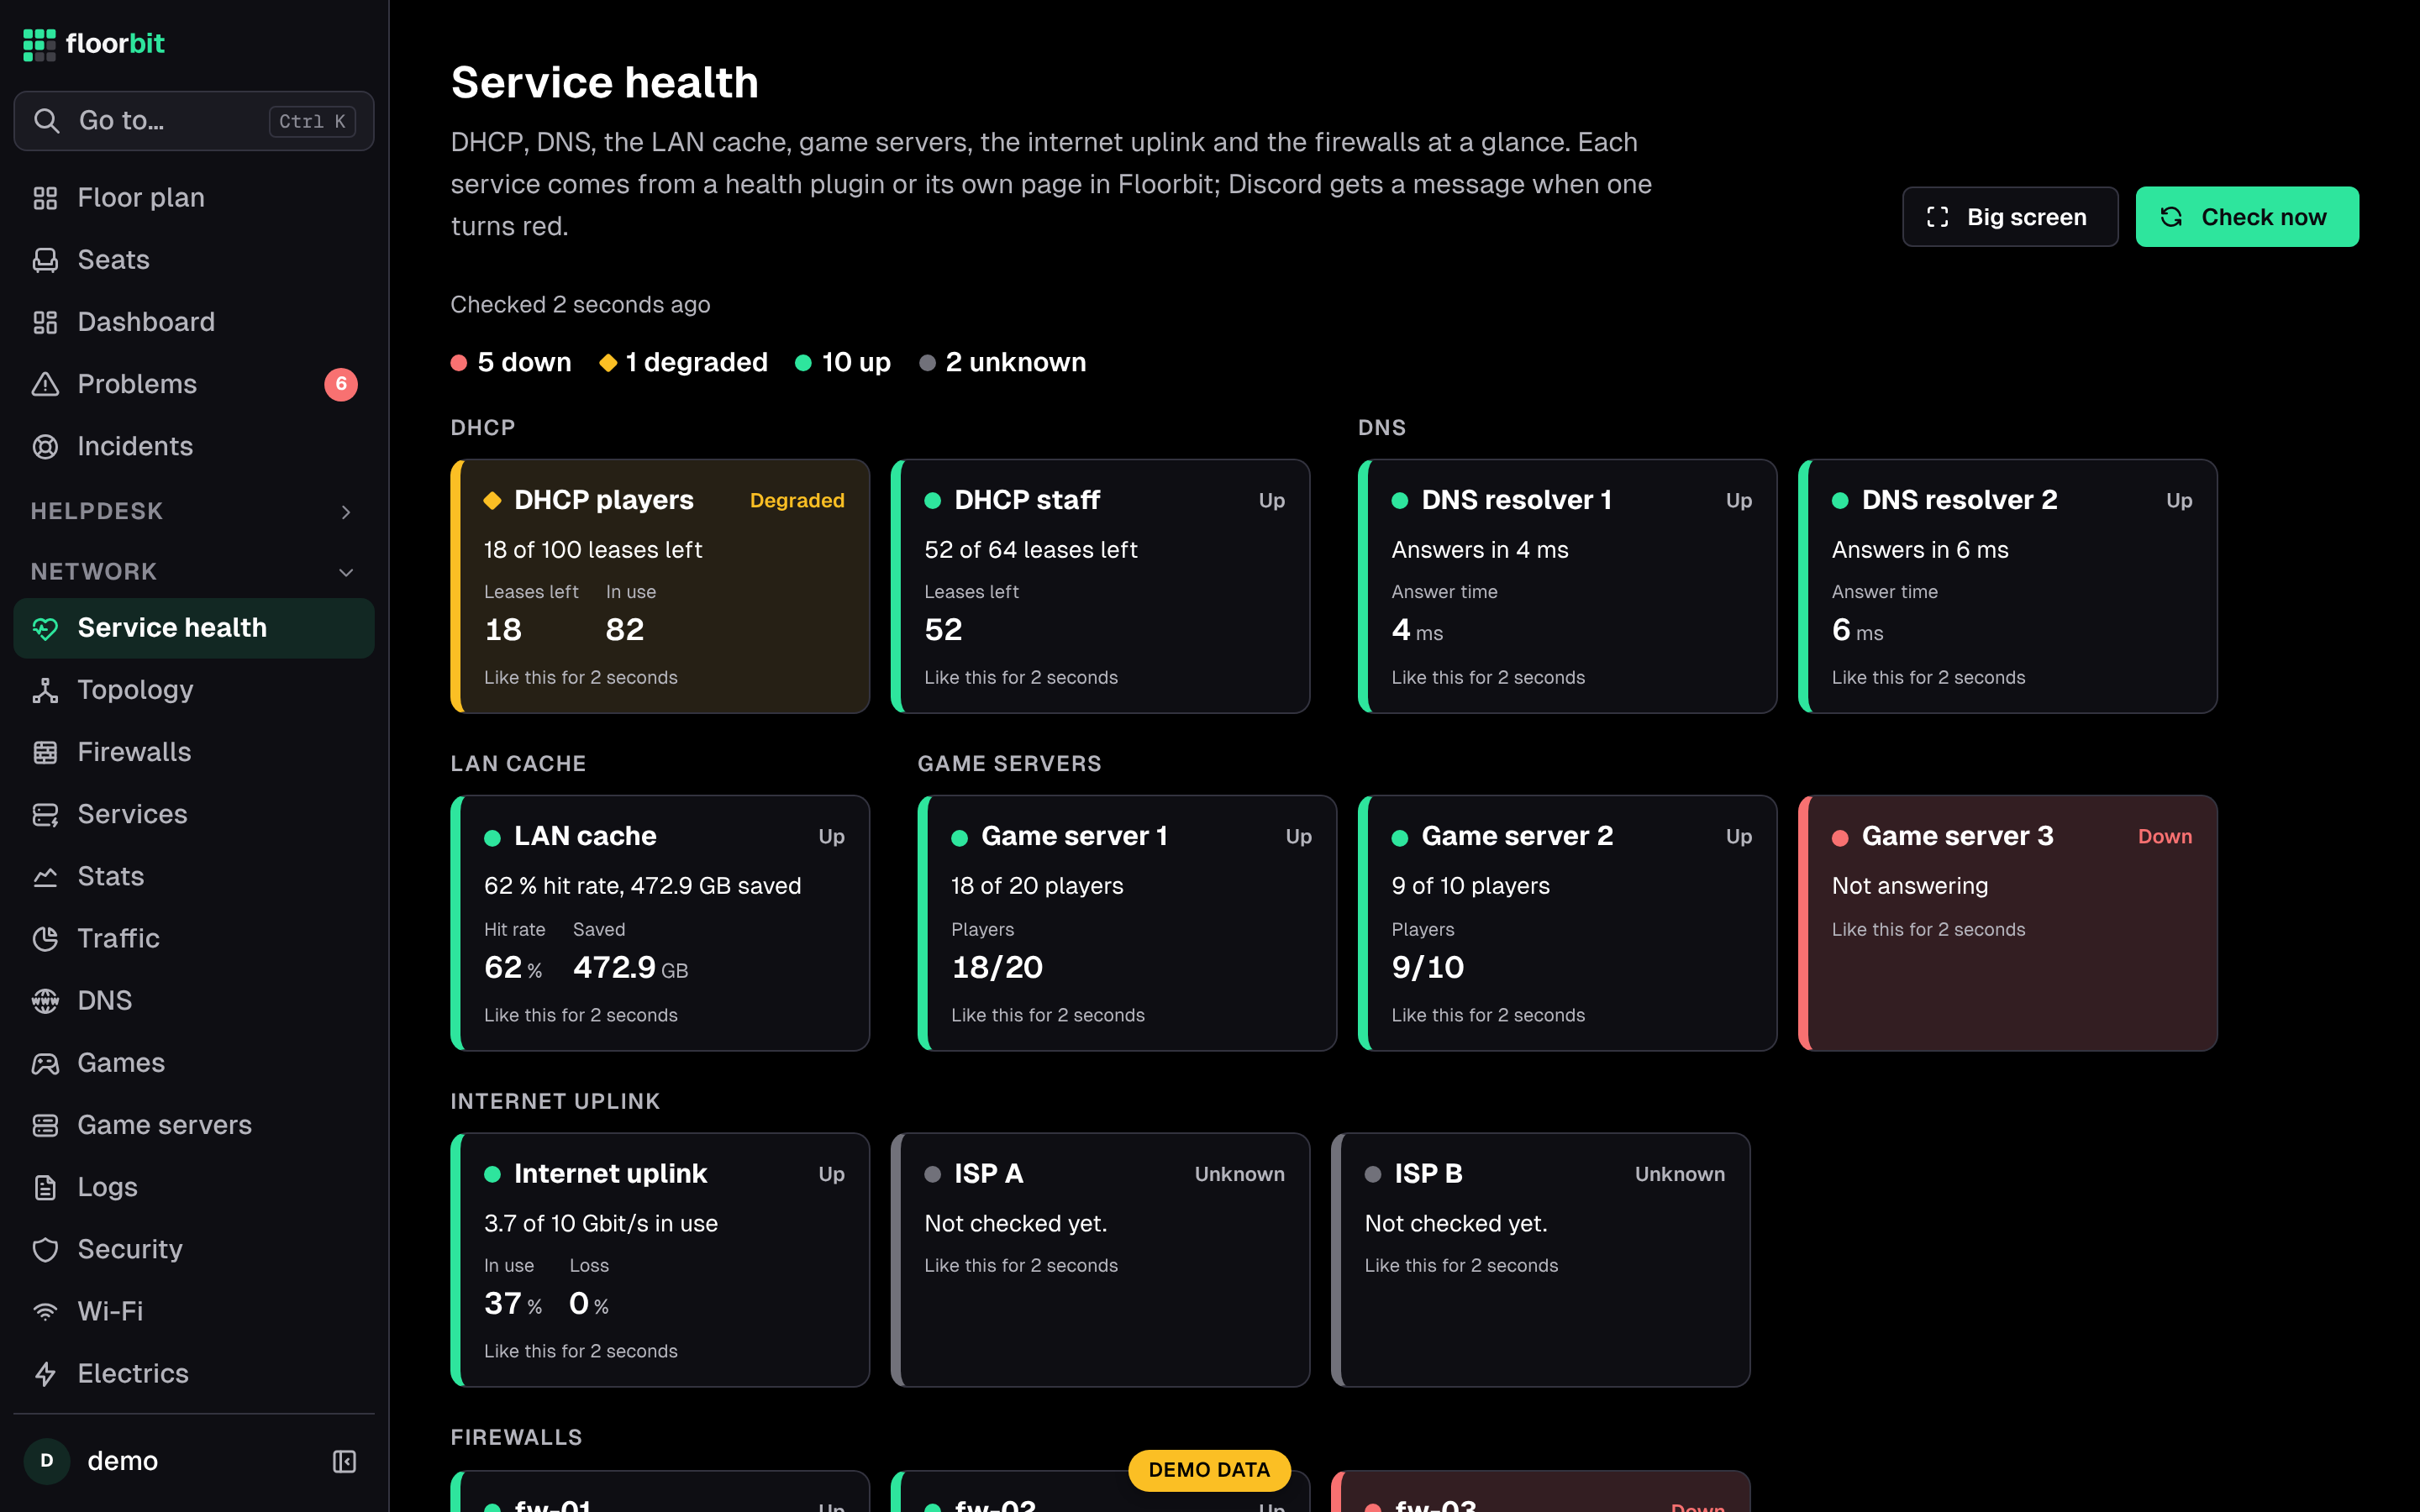 floorbit
Go to...
Ctrl K
Floor plan
Seats
Dashboard
Problems
6
Incidents
HELPDESK
NETWORK
Service health
Topology
Firewalls
Services
Stats
Traffic
DNS
Games
Game servers
Logs
Security
Wi-Fi
Electrics
D
demo
Service health
DHCP, DNS, the LAN cache, game servers, the internet uplink and the firewalls at a glance. Each
service comes from a health plugin or its own page in Floorbit; Discord gets a message when one
turns red.
Big screen
Check now
Checked 2 seconds ago
5 down 1 degraded 10 up 2 unknown
DHCP
DHCP players Degraded
18 of 100 leases left
Leases left In use
18 82
Like this for 2 seconds
DHCP staff Up
52 of 64 leases left
Leases left
52
Like this for 2 seconds
DNS
DNS resolver 1 Up
Answers in 4 ms
Answer time
4 ms
Like this for 2 seconds
DNS resolver 2 Up
Answers in 6 ms
Answer time
6 ms
Like this for 2 seconds
LAN CACHE
LAN cache Up
62 % hit rate, 472.9 GB saved
Hit rate Saved
62 % 472.9 GB
Like this for 2 seconds
GAME SERVERS
Game server 1 Up
18 of 20 players
Players
18/20
Like this for 2 seconds
Game server 2 Up
9 of 10 players
Players
9/10
Like this for 2 seconds
Game server 3 Down
Not answering
Like this for 2 seconds
INTERNET UPLINK
Internet uplink Up
3.7 of 10 Gbit/s in use
In use Loss
37 % 0 %
Like this for 2 seconds
ISP A Unknown
Not checked yet.
Like this for 2 seconds
ISP B Unknown
Not checked yet.
Like this for 2 seconds
FIREWALLS
fw-01 Up
fw-02 Up
fw-03 Down
DEMO DATA